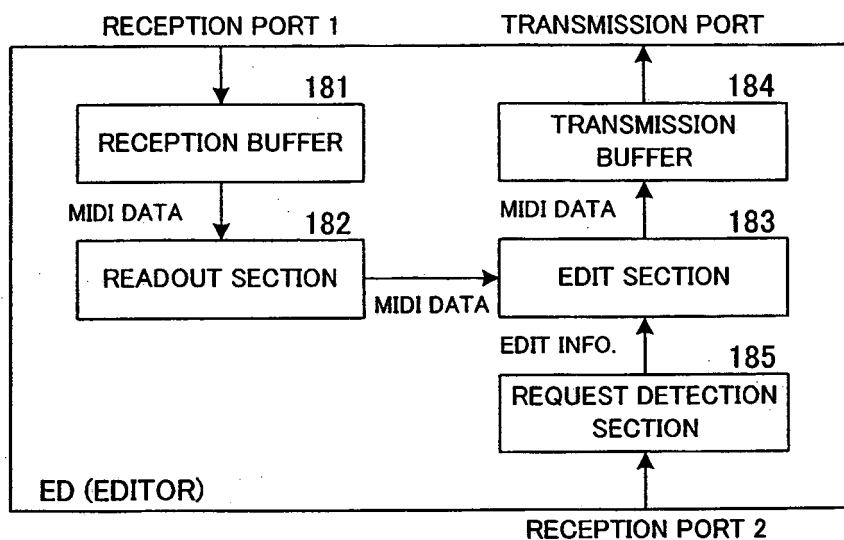 RECEPTION PORT 1
TRANSMISSION PORT
181
RECEPTION BUFFER
184
TRANSMISSION
BUFFER
MIDI DATA
182
READOUT SECTION
MIDI DATA
MIDI DATA
183
EDIT SECTION
EDIT INFO.
185
REQUEST DETECTION
SECTION
ED (EDITOR)
RECEPTION PORT 2